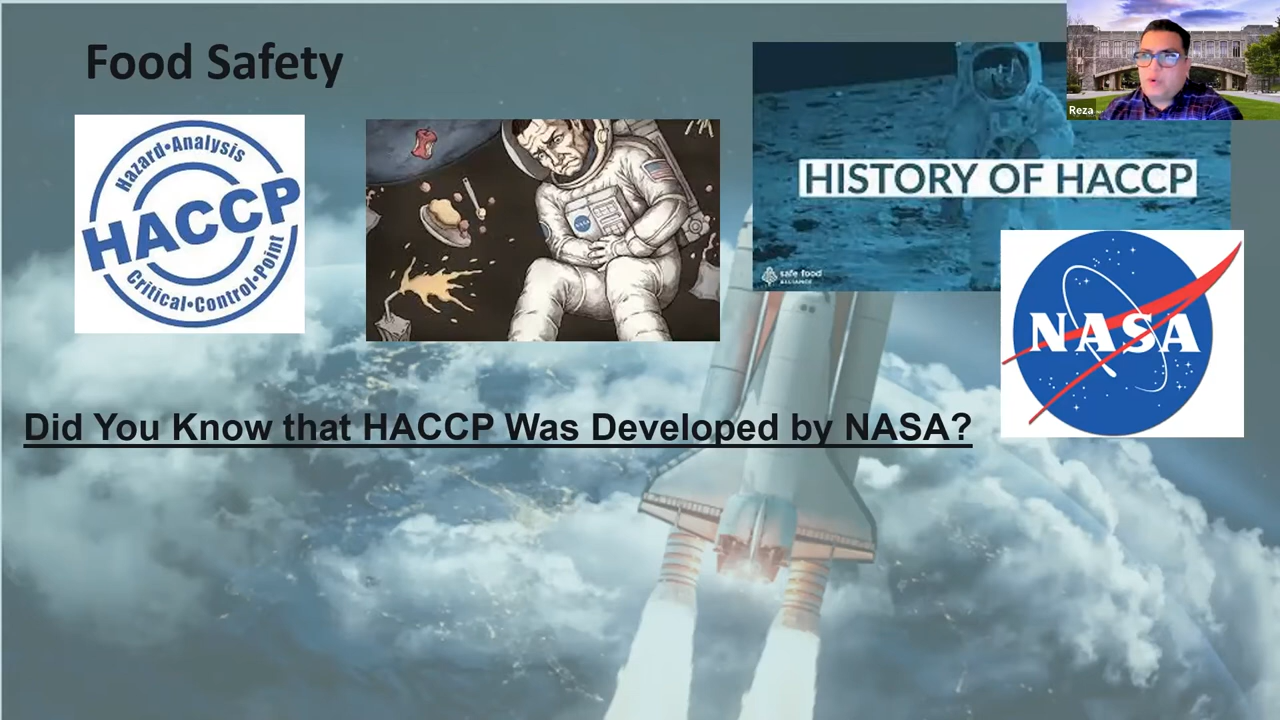 Food Safety
Hazard•Analysis
HACCP
Critical•Control•Point
HISTORY OF HACCP
safe food
ALLIANCE
Reza
NASA
Did You Know that HACCP Was Developed by NASA?